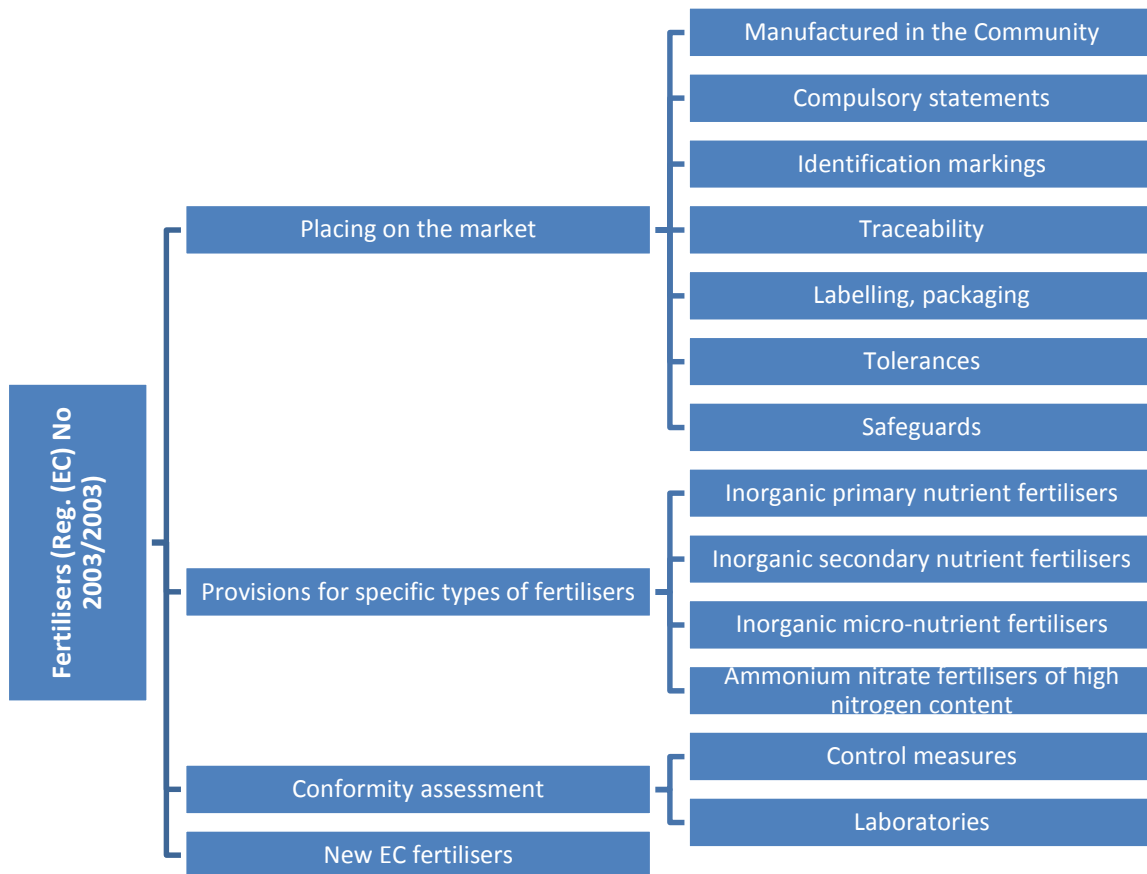 Fertilisers (Reg. (EC) No
2003/2003)
Placing on the market
Manufactured in the Community
Compulsory statements
Identification markings
Traceability
Labelling, packaging
Tolerances
Safeguards
Provisions for specific types of fertilisers
Inorganic primary nutrient fertilisers
Inorganic secondary nutrient fertilisers
Inorganic micro-nutrient fertilisers
Ammonium nitrate fertilisers of high
nitrogen content
Conformity assessment
Control measures
Laboratories
New EC fertilisers